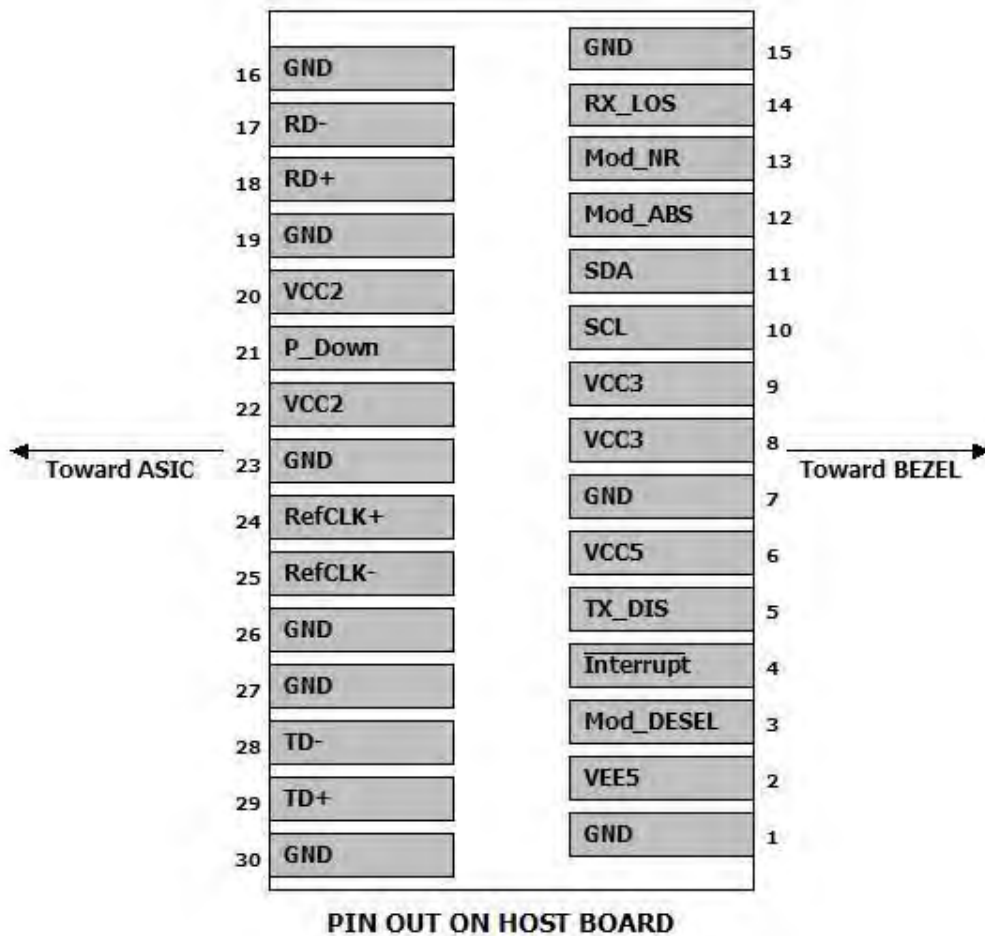 GND 15
16 GND
RX_LOS 14
17 RD-
Mod_NR 13
18 RD+
Mod_ABS 12
19 GND
SDA 11
20 VCC2
SCL 10
21 P_Down
VCC3 9
22 VCC2
VCC3 8
23 GND
Toward ASIC
Toward BEZEL
GND 7
24 RefCLK+
VCC5 6
25 RefCLK-
TX_DIS 5
26 GND
Interrupt 4
27 GND
Mod_DESEL 3
28 TD-
VEE5 2
29 TD+
GND 1
30 GND
PIN OUT ON HOST BOARD